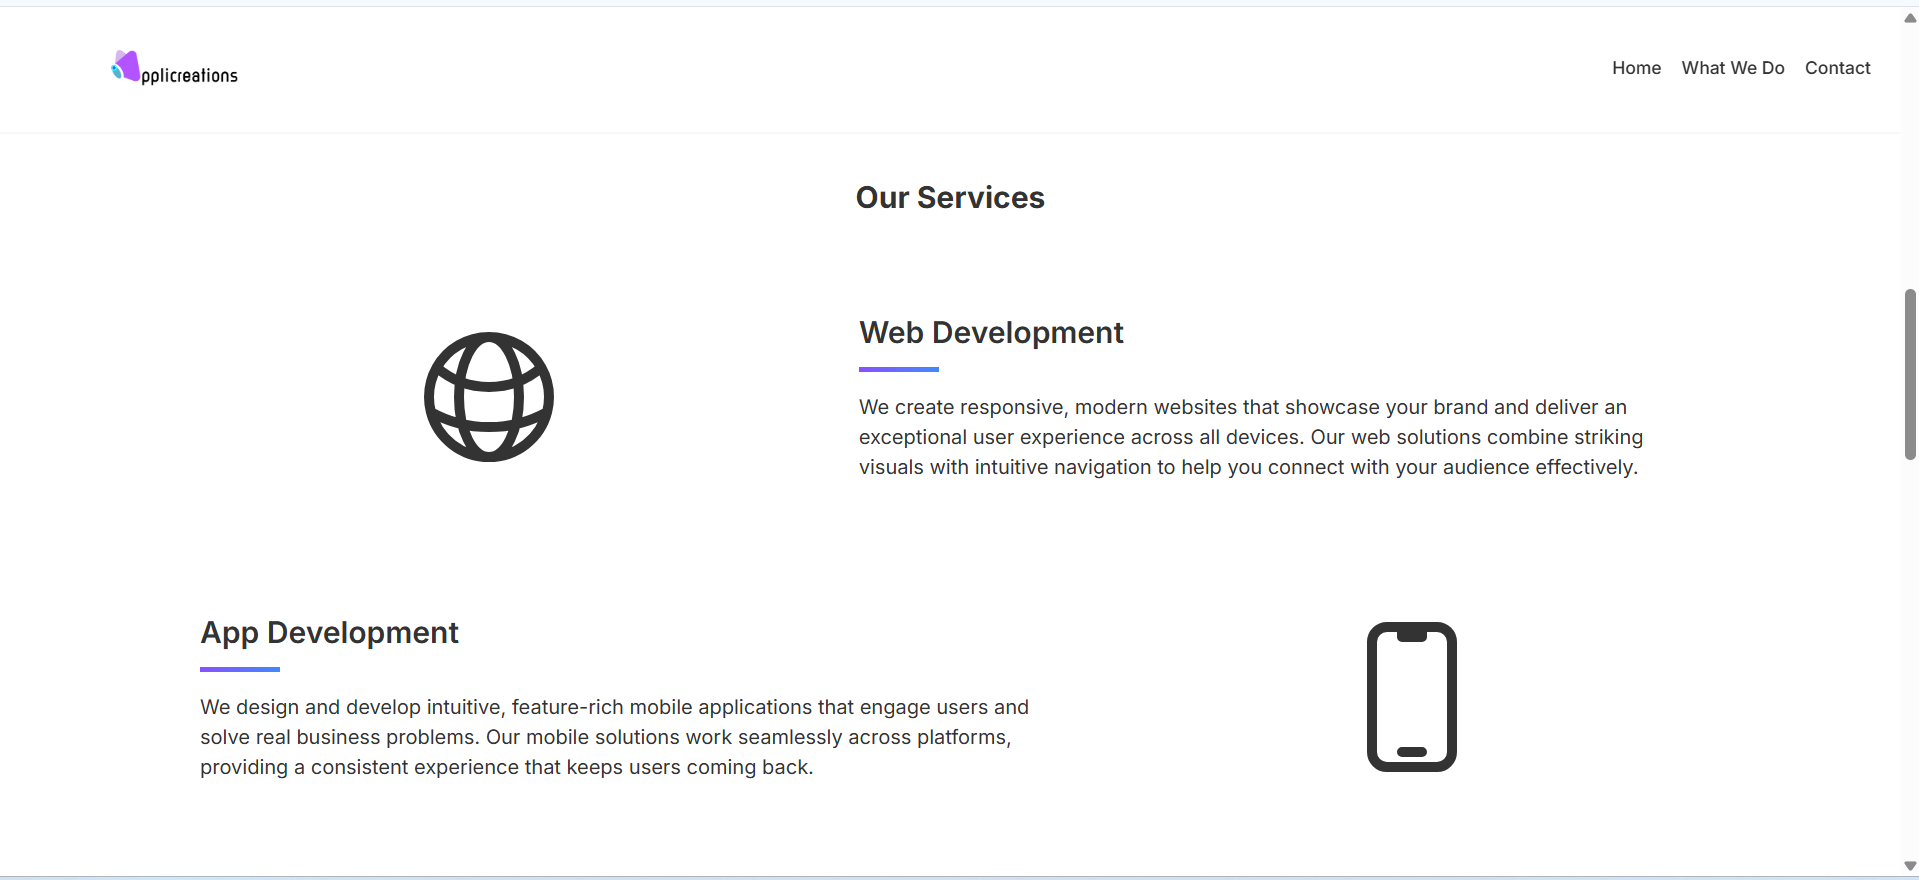 pplicreations
Home What We Do Contact
Our Services
Web Development
We create responsive, modern websites that showcase your brand and deliver an
exceptional user experience across all devices. Our web solutions combine striking
visuals with intuitive navigation to help you connect with your audience effectively.
App Development
We design and develop intuitive, feature-rich mobile applications that engage users and
solve real business problems. Our mobile solutions work seamlessly across platforms,
providing a consistent experience that keeps users coming back.